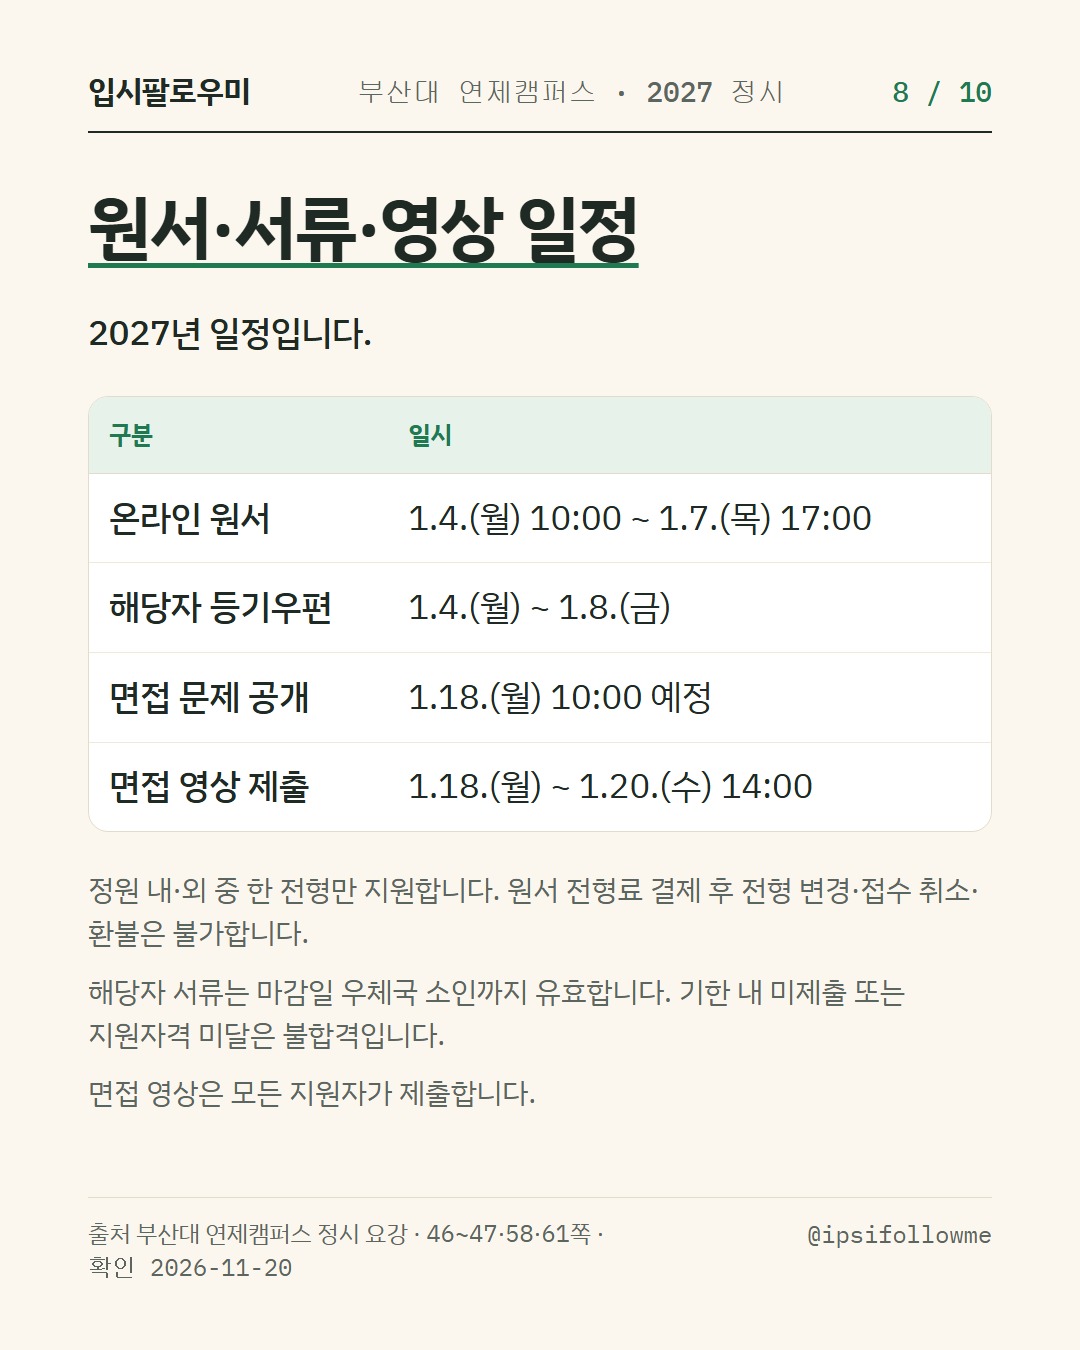 입시팔로우미 부산대 연제캠퍼스 · 2027 정시 8 / 10
원서·서류·영상 일정
2027년 일정입니다.
구분 일시
온라인 원서 1.4.(월) 10:00 ~ 1.7.(목) 17:00
해당자 등기우편 1.4.(월) ~ 1.8.(금)
면접 문제 공개 1.18.(월) 10:00 예정
면접 영상 제출 1.18.(월) ~ 1.20.(수) 14:00
정원 내·외 중 한 전형만 지원합니다. 원서 전형료 결제 후 전형 변경·접수 취소·
환불은 불가합니다.
해당자 서류는 마감일 우체국 소인까지 유효합니다. 기한 내 미제출 또는
지원자격 미달은 불합격입니다.
면접 영상은 모든 지원자가 제출합니다.
출처 부산대 연제캠퍼스 정시 요강 · 46~47·58·61쪽 · @ipsifollowme
확인 2026-11-20